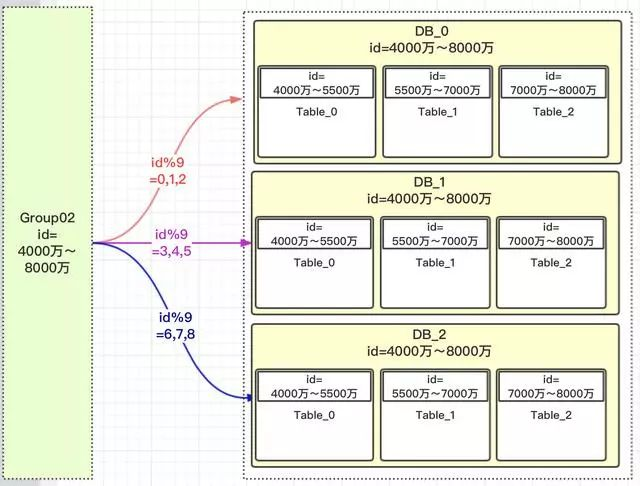 Group02
id=
4000万～
8000万
id%9
=0,1,2
id%9
=3,4,5
id%9
=6,7,8
DB_0
id=4000万～8000万
id=
4000万～5500万
Table_0
id=
5500万～7000万
Table_1
id=
7000万～8000万
Table_2
DB_1
id=4000万～8000万
id=
4000万～5500万
Table_0
id=
5500万～7000万
Table_1
id=
7000万～8000万
Table_2
DB_2
id=4000万～8000万
id=
4000万～5500万
Table_0
id=
5500万～7000万
Table_1
id=
7000万～8000万
Table_2